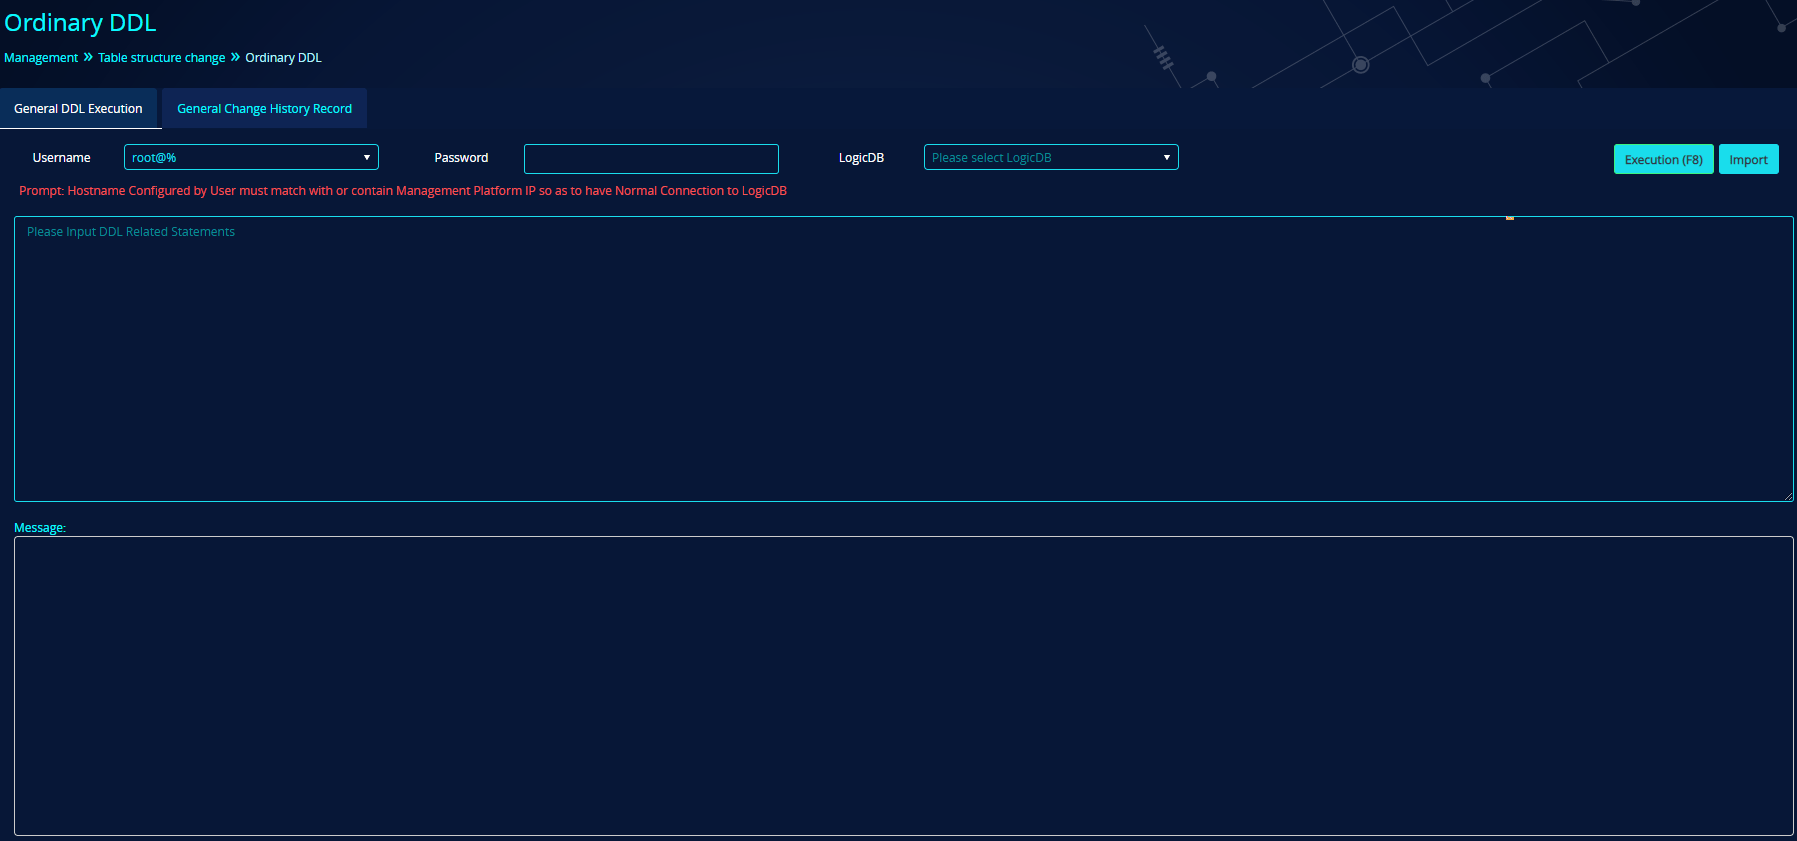 Ordinary DDL
Management » Table structure change » Ordinary DDL
General DDL Execution General Change History Record
Username root@% Password LogicDB Please select LogicDB Execution (F8) Import
Prompt: Hostname Configured by User must match with or contain Management Platform IP so as to have Normal Connection to LogicDB
Please Input DDL Related Statements
Message: